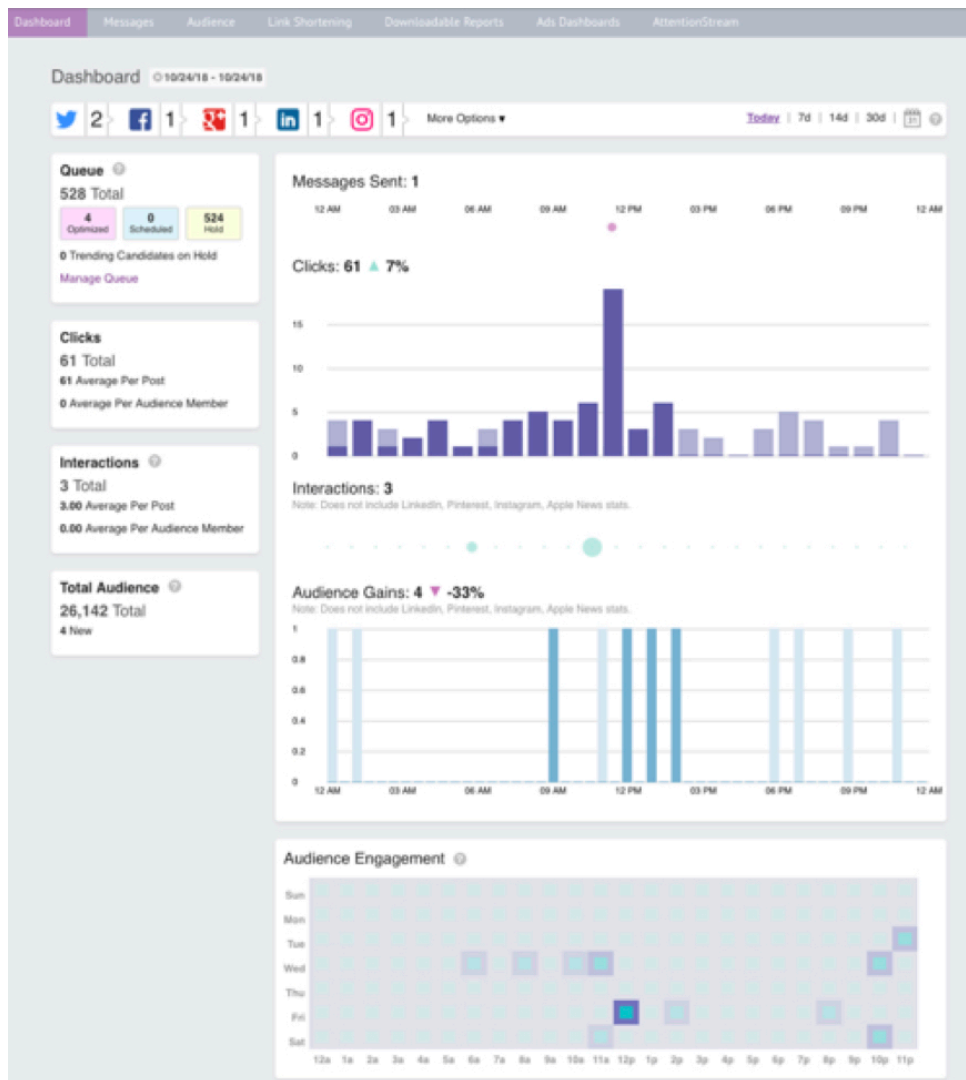 Dashboard Messages Audience Link Shortening Downloadable Reports Ads Dashboards AttentionStream
Dashboard 10/24/18 - 10/24/18
2 1 1 in 1 1 More Options ▾ Today | 7d | 14d | 30d | 31 ?
Queue ?
528 Total
4 0 524
Optimized Scheduled Hold
0 Trending Candidates on Hold
Manage Queue
Clicks
61 Total
61 Average Per Post
0 Average Per Audience Member
Interactions ?
3 Total
3.00 Average Per Post
0.00 Average Per Audience Member
Total Audience ?
26,142 Total
4 New
Messages Sent: 1
12 AM 03 AM 06 AM 09 AM 12 PM 03 PM 06 PM 09 PM 12 AM
Clicks: 61 ▲ 7%
15
10
5
0
Interactions: 3
Note: Does not include LinkedIn, Pinterest, Instagram, Apple News stats.
Audience Gains: 4 ▼ -33%
Note: Does not include LinkedIn, Pinterest, Instagram, Apple News stats.
1
0.8
0.6
0.4
0.2
0
12 AM 03 AM 06 AM 09 AM 12 PM 03 PM 06 PM 09 PM 12 AM
Audience Engagement ?
Sun
Mon
Tue
Wed
Thu
Fri
Sat
12a 1a 2a 3a 4a 5a 6a 7a 8a 9a 10a 11a 12p 1p 2p 3p 4p 5p 6p 7p 8p 9p 10p 11p